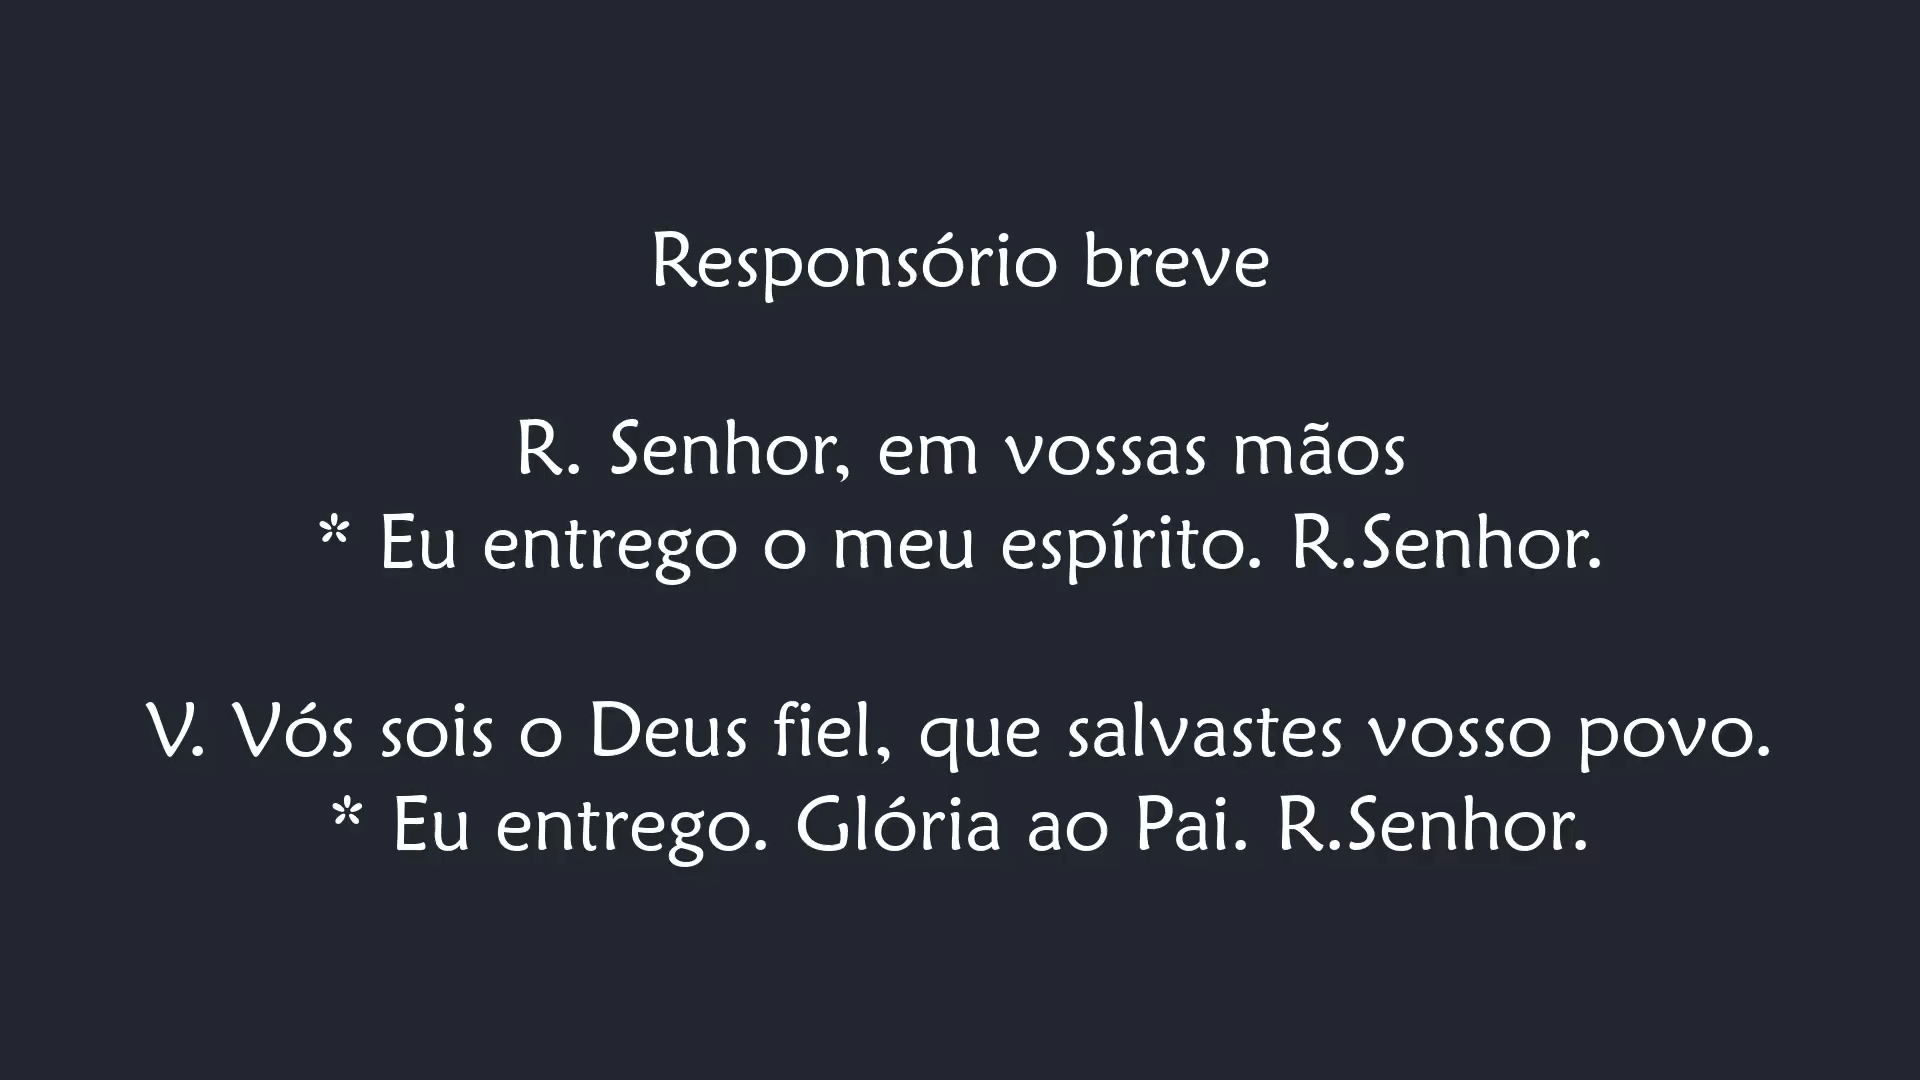 Responsório breve
R. Senhor, em vossas mãos
* Eu entrego o meu espírito. R.Senhor.
V. Vós sois o Deus fiel, que salvastes vosso povo.
* Eu entrego. Glória ao Pai. R.Senhor.